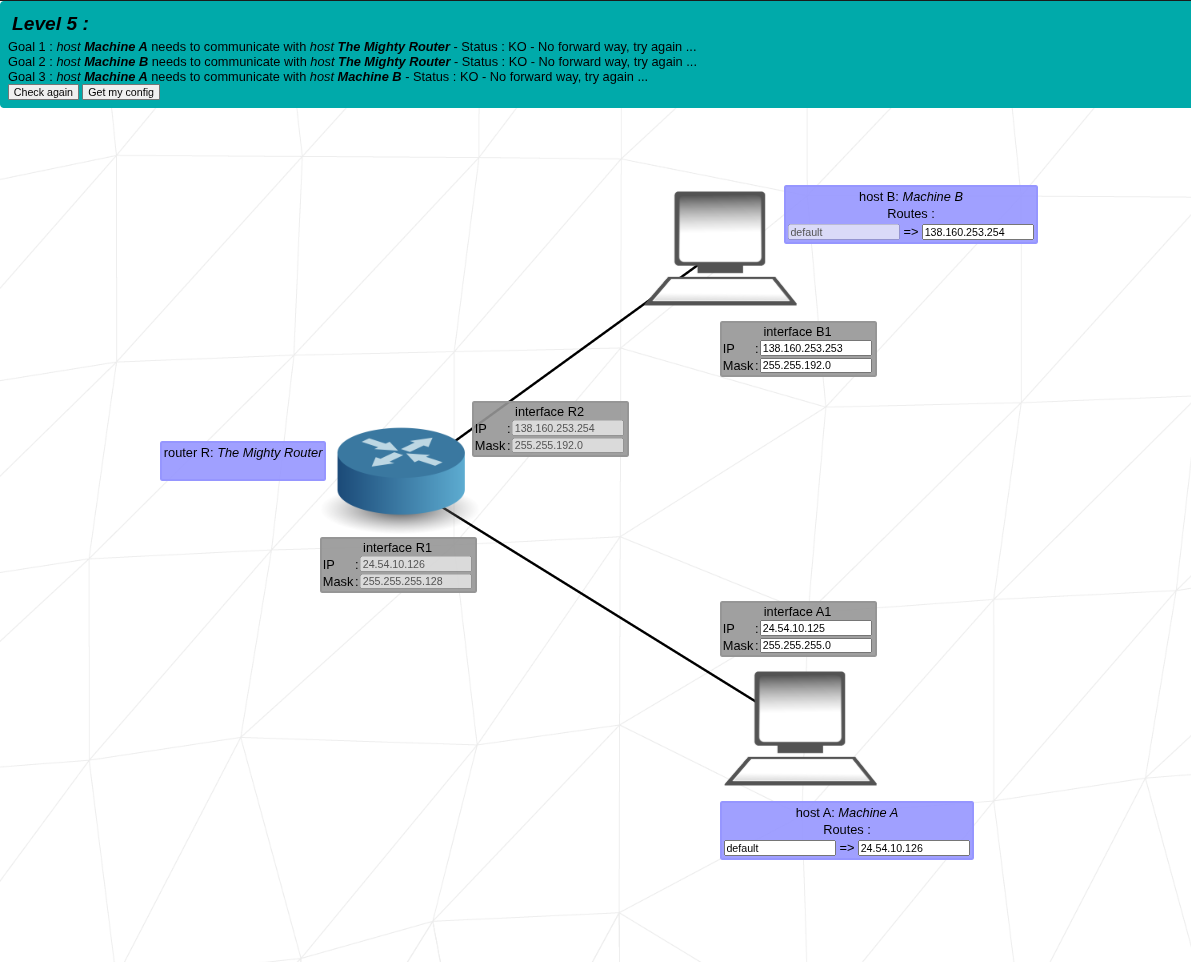 Level 5 :
Goal 1 : host Machine A needs to communicate with host The Mighty Router - Status : KO - No forward way, try again ...
Goal 2 : host Machine B needs to communicate with host The Mighty Router - Status : KO - No forward way, try again ...
Goal 3 : host Machine A needs to communicate with host Machine B - Status : KO - No forward way, try again ...
Check again Get my config
host B: Machine B
Routes :
default => 138.160.253.254
interface B1
IP : 138.160.253.253
Mask : 255.255.192.0
interface R2
IP : 138.160.253.254
Mask : 255.255.192.0
router R: The Mighty Router
interface R1
IP : 24.54.10.126
Mask : 255.255.255.128
interface A1
IP : 24.54.10.125
Mask : 255.255.255.0
host A: Machine A
Routes :
default => 24.54.10.126